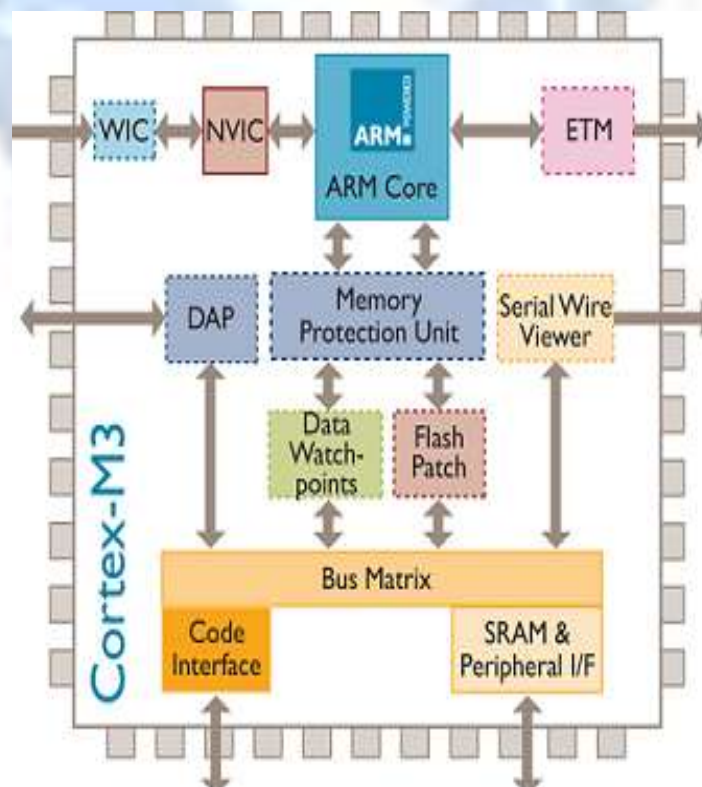 WIC
NVIC
ARM
POWERED
ARM Core
ETM
DAP
Memory
Protection Unit
Serial Wire
Viewer
Data
Watch-
points
Flash
Patch
Cortex-M3
Bus Matrix
Code
Interface
SRAM &
Peripheral I/F